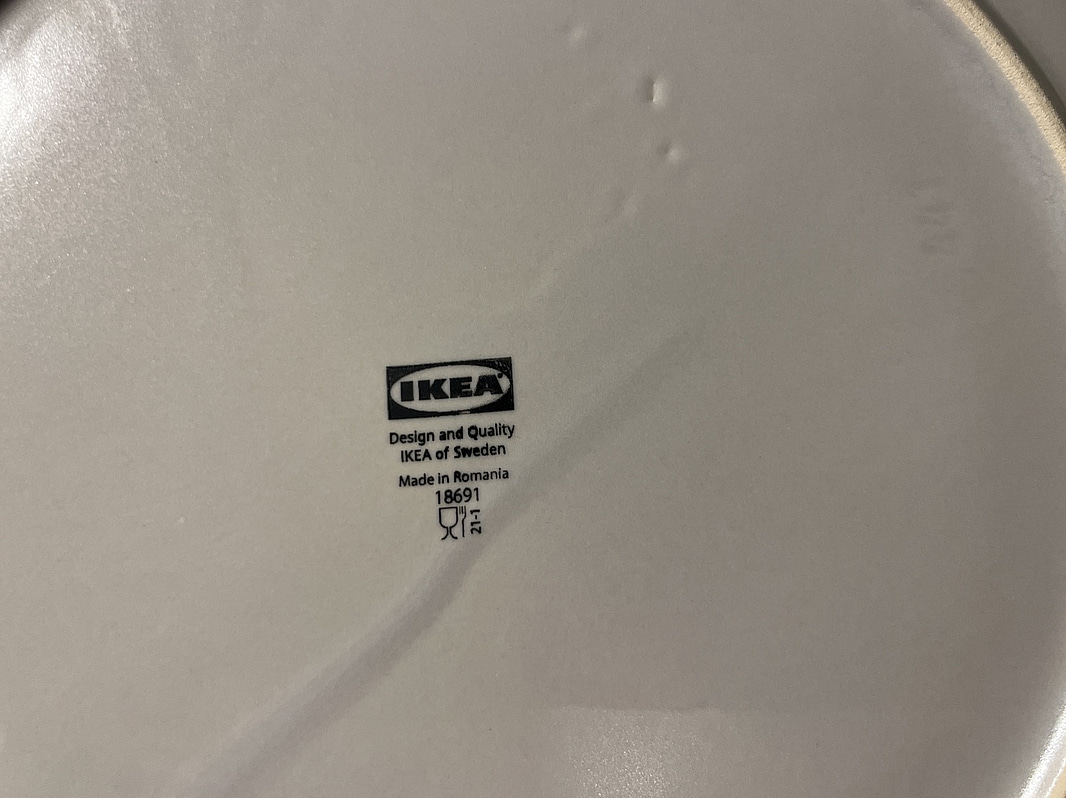 IKEA®
Design and Quality
IKEA of Sweden
Made in Romania
18691
21-1